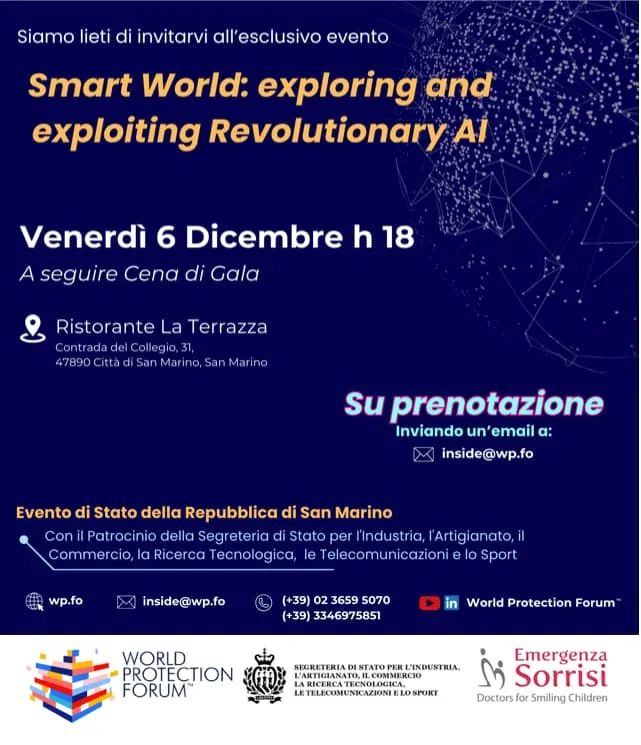 Siamo lieti di invitarvi all'esclusivo evento
Smart World: exploring and
exploiting Revolutionary AI
Venerdì 6 Dicembre h 18
A seguire Cena di Gala
Ristorante La Terrazza
Contrada del Collegio, 31,
47890 Città di San Marino, San Marino
Su prenotazione
Inviando un'email a:
inside@wp.fo
Evento di Stato della Repubblica di San Marino
Con il Patrocinio della Segreteria di Stato per l'Industria, l'Artigianato, il
Commercio, la Ricerca Tecnologica, le Telecomunicazioni e lo Sport
wp.fo
inside@wp.fo
(+39) 02 3659 5070
(+39) 3346975851
in
World Protection Forum™
WORLD
PROTECTION
FORUM™
SEGRETERIA DI STATO PER L'INDUSTRIA,
L'ARTIGIANATO, IL COMMERCIO
LA RICERCA TECNOLOGICA,
LE TELECOMUNICAZIONI E LO SPORT
Emergenza
Sorrisi
Doctors for Smiling Children